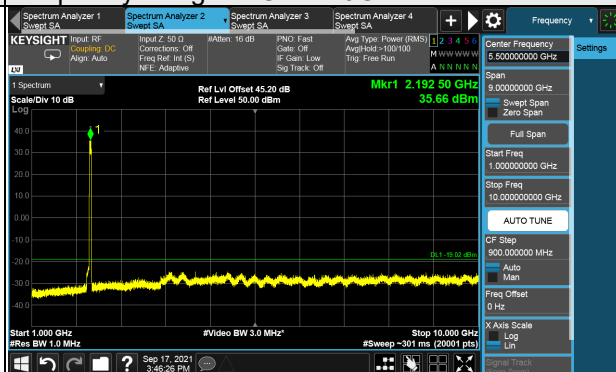 Spectrum Analyzer 1
Swept SA
Spectrum Analyzer 2
Swept SA
Spectrum Analyzer 3
Swept SA
Spectrum Analyzer 4
Swept SA
+
Frequency
KEYSIGHT
LXI
Input: RF
Coupling: DC
Align: Auto
Input Z: 50 Ω
Corrections: Off
Freq Ref: Int (S)
NFE: Adaptive
#Atten: 16 dB
PNO: Fast
Gate: Off
IF Gain: Low
Sig Track: Off
Avg Type: Power (RMS)
Avg|Hold:>100/100
Trig: Free Run
1 2 3 4 5 6
M W W W W W
A N N N N N
1 Spectrum
Scale/Div 10 dB
Log
Ref Lvl Offset 45.20 dB
Ref Level 50.00 dBm
Mkr1 2.192 50 GHz
35.66 dBm
1
40.0
30.0
20.0
10.0
0.00
-10.0
-20.0
-30.0
-40.0
DL1 -19.02 dBm
Start 1.000 GHz
#Res BW 1.0 MHz
#Video BW 3.0 MHz*
Stop 10.000 GHz
#Sweep ~301 ms (20001 pts)
Center Frequency
5.500000000 GHz
Settings
Span
9.00000000 GHz
Swept Span
Zero Span
Full Span
Start Freq
1.000000000 GHz
Stop Freq
10.000000000 GHz
AUTO TUNE
CF Step
900.000000 MHz
Auto
Man
Freq Offset
0 Hz
X Axis Scale
Log
Lin
Signal Track
?
Sep 17, 2021
3:46:26 PM